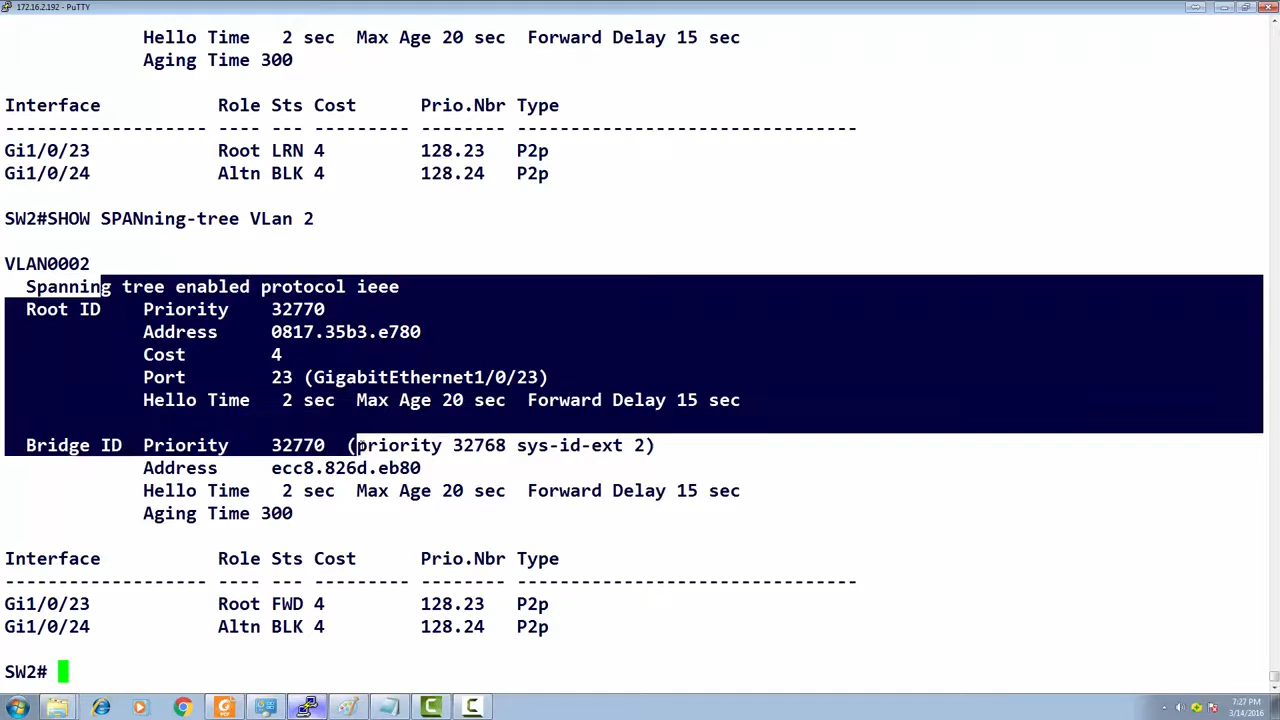 172.16.2.192 - PuTTY
Hello Time   2 sec  Max Age 20 sec  Forward Delay 15 sec
Aging Time 300
Interface           Role Sts Cost      Prio.Nbr Type
------------------- ---- --- --------- -------- --------------------------------
Gi1/0/23            Root LRN 4         128.23   P2p
Gi1/0/24            Altn BLK 4         128.24   P2p
SW2#SHOW SPANning-tree VLan 2
VLAN0002
Spanning tree enabled protocol ieee
Root ID    Priority    32770
Address     0817.35b3.e780
Cost        4
Port        23 (GigabitEthernet1/0/23)
Hello Time   2 sec  Max Age 20 sec  Forward Delay 15 sec
Bridge ID  Priority    32770  (priority 32768 sys-id-ext 2)
Address     ecc8.826d.eb80
Hello Time   2 sec  Max Age 20 sec  Forward Delay 15 sec
Aging Time 300
Interface           Role Sts Cost      Prio.Nbr Type
------------------- ---- --- --------- -------- --------------------------------
Gi1/0/23            Root FWD 4         128.23   P2p
Gi1/0/24            Altn BLK 4         128.24   P2p
SW2#
7:27 PM
3/14/2016